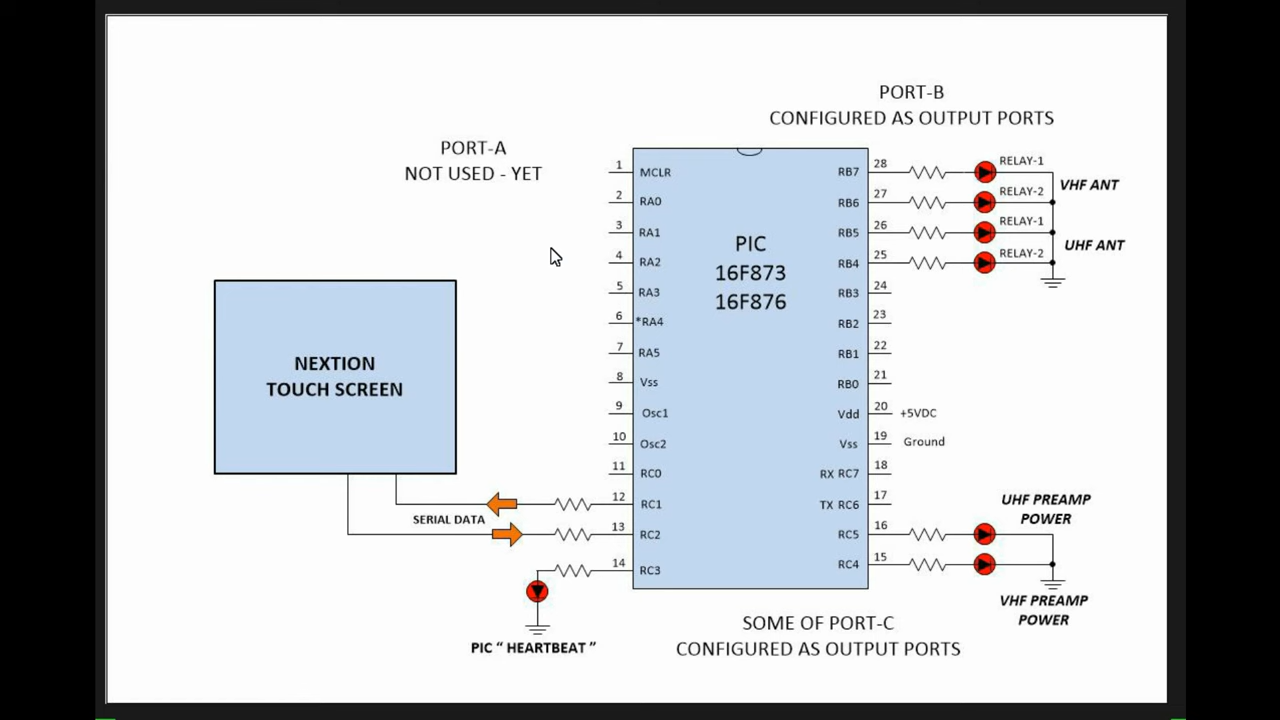 PORT-B
CONFIGURED AS OUTPUT PORTS
PORT-A
NOT USED - YET
PIC
16F873
16F876
1 MCLR
2 RA0
3 RA1
4 RA2
5 RA3
6 *RA4
7 RA5
8 Vss
9 Osc1
10 Osc2
11 RC0
12 RC1
13 RC2
14 RC3
RB7 28 RELAY-1
RB6 27 RELAY-2
VHF ANT
RB5 26 RELAY-1
RB4 25 RELAY-2
UHF ANT
RB3 24
RB2 23
RB1 22
RB0 21
Vdd 20 +5VDC
Vss 19 Ground
RX RC7 18
TX RC6 17
RC5 16
RC4 15
UHF PREAMP
POWER
VHF PREAMP
POWER
NEXTION
TOUCH SCREEN
SERIAL DATA
PIC “ HEARTBEAT ”
SOME OF PORT-C
CONFIGURED AS OUTPUT PORTS